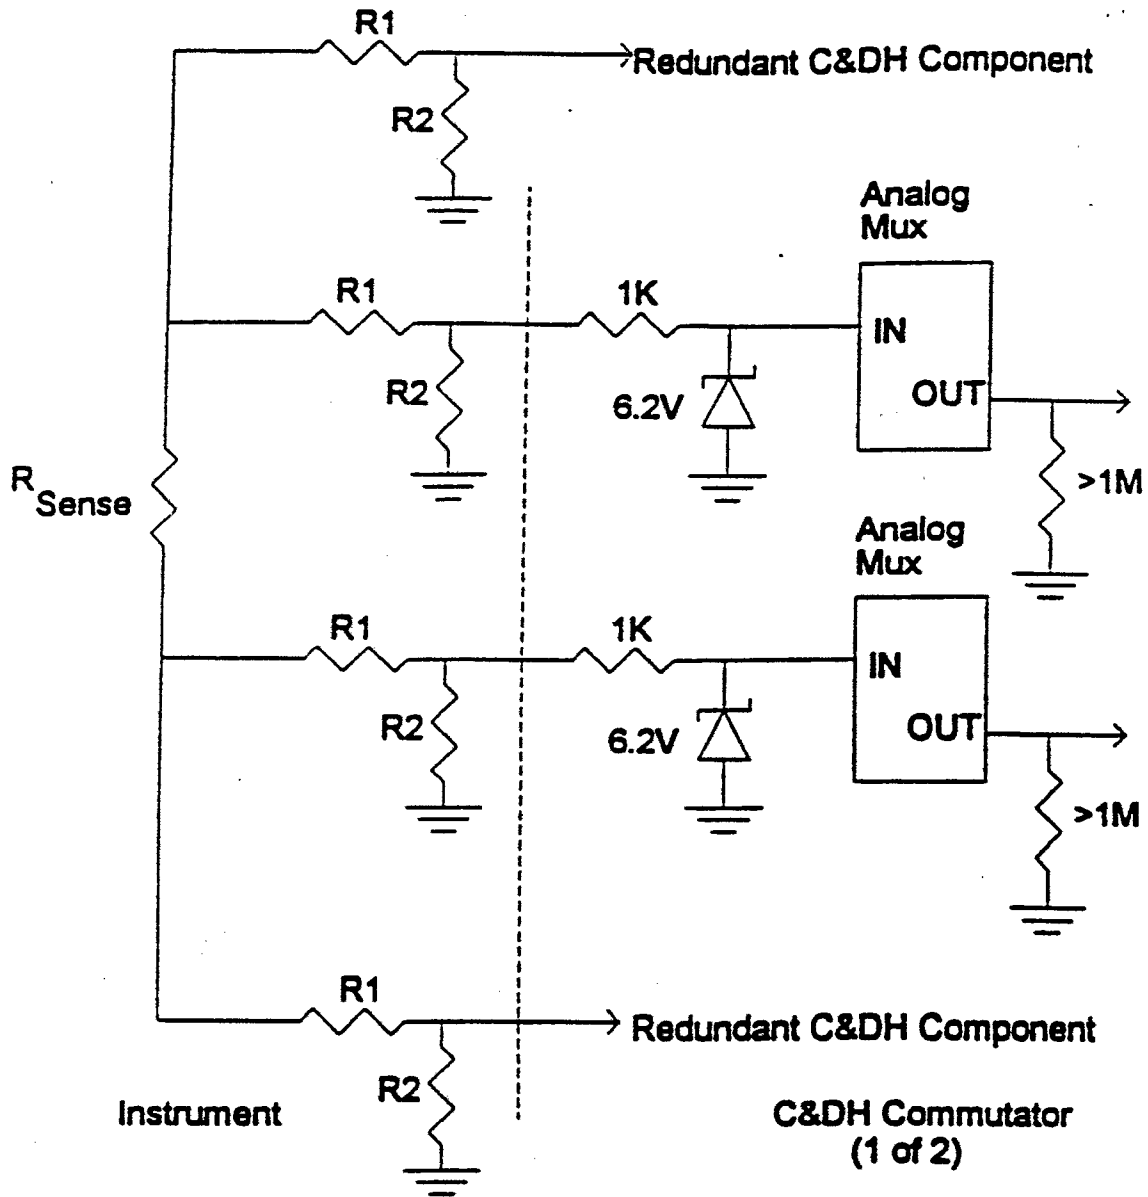 R1
Redundant C&DH Component
R2
Analog
Mux
R1
1K
IN
R2
6.2V
OUT
>1M
R
Sense
Analog
Mux
R1
1K
IN
R2
6.2V
OUT
>1M
R1
Redundant C&DH Component
R2
Instrument
C&DH Commutator
(1 of 2)